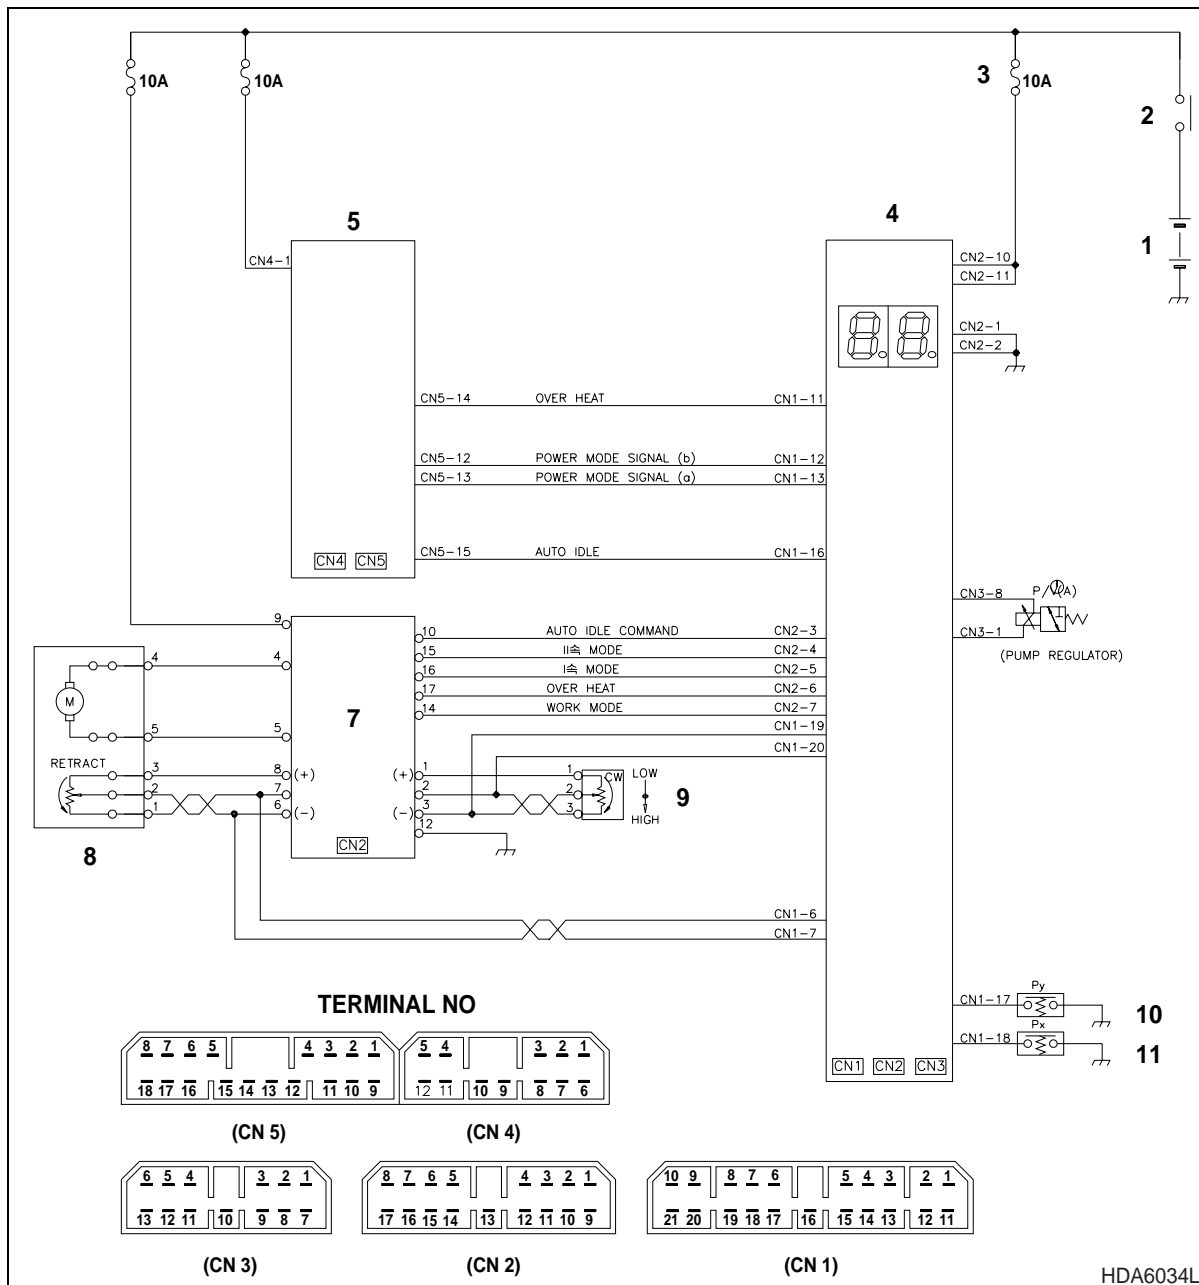 10A
10A
3
10A
2
1
5
4
CN4-1
CN2-10
CN2-11
8.8.
CN2-1
CN2-2
CN5-14 OVER HEAT CN1-11
CN5-12 POWER MODE SIGNAL (b) CN1-12
CN5-13 POWER MODE SIGNAL (a) CN1-13
CN5-15 AUTO IDLE CN1-16
CN4 CN5
CN3-8 P/V(A)
CN3-1
(PUMP REGULATOR)
9 10 AUTO IDLE COMMAND CN2-3
4 4 15 II속 MODE CN2-4
16 I속 MODE CN2-5
M 17 OVER HEAT CN2-6
7 14 WORK MODE CN2-7
CN1-19
5 5 CN1-20
RETRACT
3 8 (+) (+) 1 1 CW LOW
2 7 2 2 9
1 6 (-) (-) 3 3 HIGH
12
CN2
8
CN1-6
CN1-7
CN1-17 Py 10
CN1-18 Px 11
CN1 CN2 CN3
TERMINAL NO
8 7 6 5 4 3 2 1 5 4 3 2 1
18 17 16 15 14 13 12 11 10 9 12 11 10 9 8 7 6
(CN 5) (CN 4)
6 5 4 3 2 1 8 7 6 5 4 3 2 1 10 9 8 7 6 5 4 3 2 1
13 12 11 10 9 8 7 17 16 15 14 13 12 11 10 9 21 20 19 18 17 16 15 14 13 12 11
(CN 3) (CN 2) (CN 1)
HDA6034L